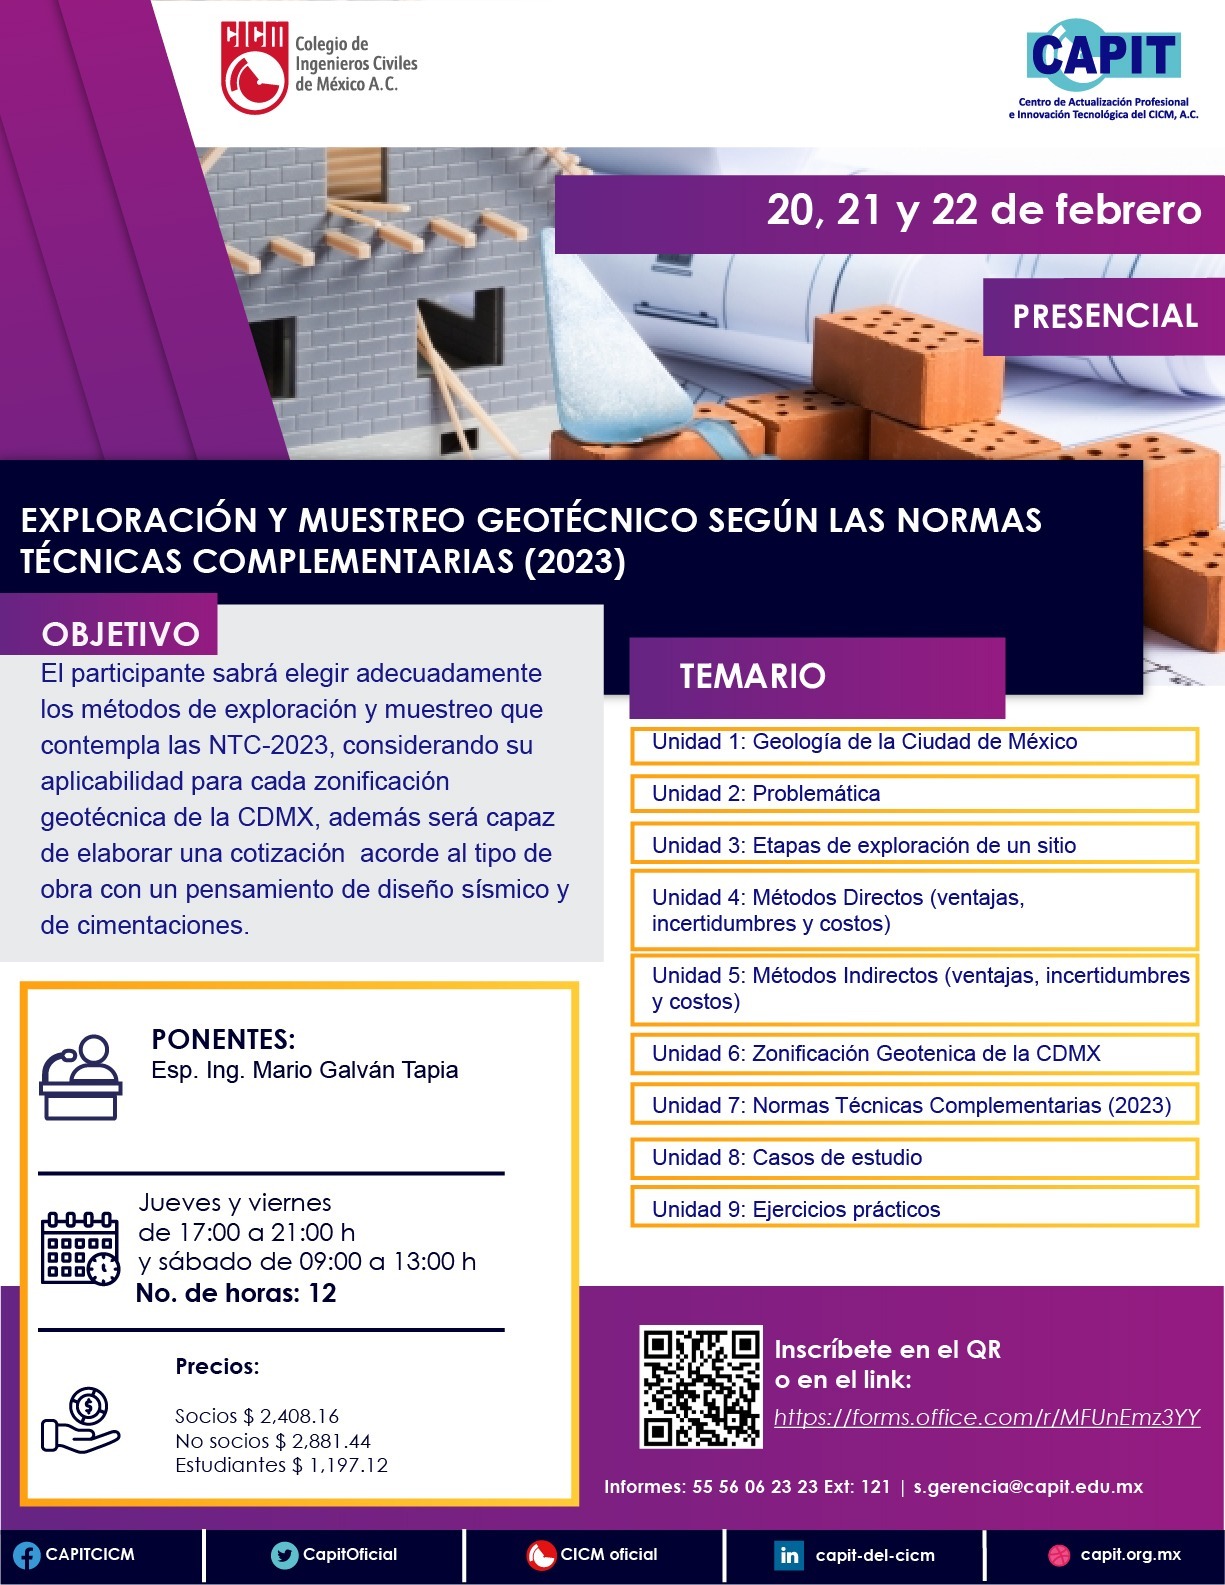 CICM
Colegio de
Ingenieros Civiles
de México A.C.
CAPIT
Centro de Actualización Profesional
e Innovación Tecnológica del CICM, A.C.
20, 21 y 22 de febrero
PRESENCIAL
EXPLORACIÓN Y MUESTREO GEOTÉCNICO SEGÚN LAS NORMAS
TÉCNICAS COMPLEMENTARIAS (2023)
OBJETIVO
El participante sabrá elegir adecuadamente
los métodos de exploración y muestreo que
contempla las NTC-2023, considerando su
aplicabilidad para cada zonificación
geotécnica de la CDMX, además será capaz
de elaborar una cotización  acorde al tipo de
obra con un pensamiento de diseño sísmico y
de cimentaciones.
TEMARIO
Unidad 1: Geología de la Ciudad de México
Unidad 2: Problemática
Unidad 3: Etapas de exploración de un sitio
Unidad 4: Métodos Directos (ventajas,
incertidumbres y costos)
Unidad 5: Métodos Indirectos (ventajas, incertidumbres
y costos)
Unidad 6: Zonificación Geotenica de la CDMX
Unidad 7: Normas Técnicas Complementarias (2023)
Unidad 8: Casos de estudio
Unidad 9: Ejercicios prácticos
PONENTES:
Esp. Ing. Mario Galván Tapia
Jueves y viernes
de 17:00 a 21:00 h
y sábado de 09:00 a 13:00 h
No. de horas: 12
Precios:
Socios $ 2,408.16
No socios $ 2,881.44
Estudiantes $ 1,197.12
Inscríbete en el QR
o en el link:
https://forms.office.com/r/MFUnEmz3YY
Informes: 55 56 06 23 23 Ext: 121 | s.gerencia@capit.edu.mx
CAPITCICM
CapitOficial
CICM oficial
capit-del-cicm
capit.org.mx